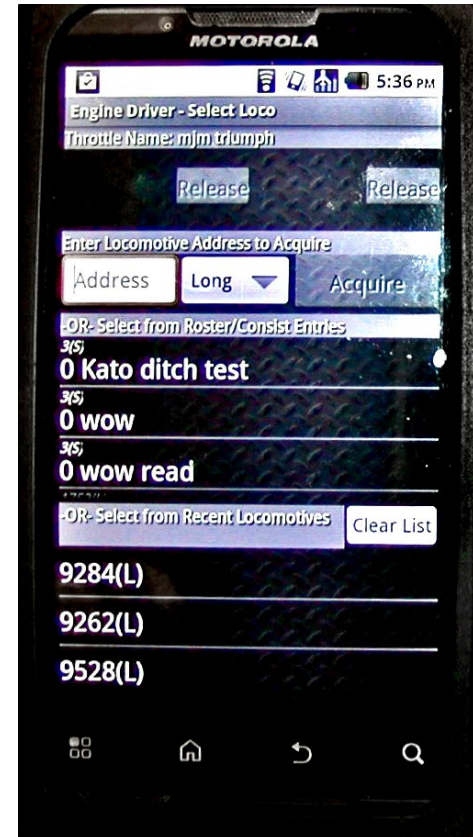 MOTOROLA
5:36 PM
Engine Driver - Select Loco
Throttle Name: mjm triumph
Release Release
Enter Locomotive Address to Acquire
Address Long Acquire
-OR- Select from Roster/Consist Entries
3(S)
0 Kato ditch test
3(S)
0 wow
3(S)
0 wow read
-OR- Select from Recent Locomotives Clear List
9284(L)
9262(L)
9528(L)